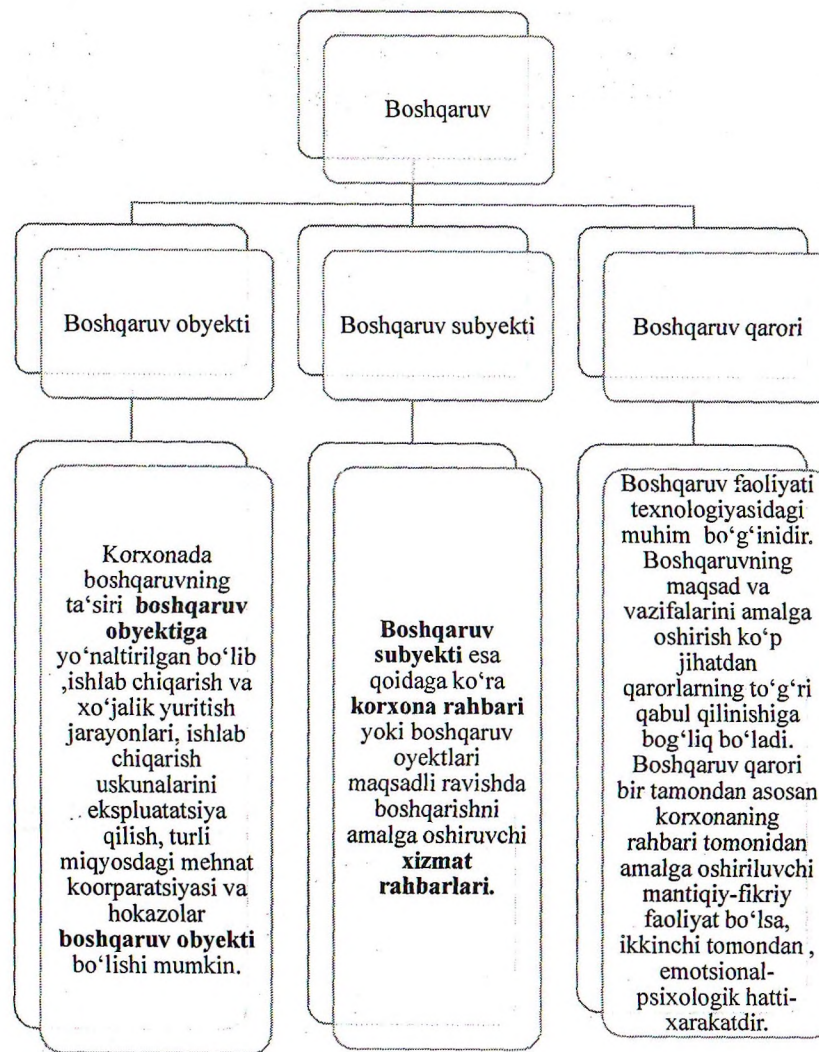 Boshqaruv
Boshqaruv obyekti
Boshqaruv subyekti
Boshqaruv qarori
Korxonada
boshqaruvning
ta‘siri boshqaruv
obyektiga
yo‘naltirilgan bo‘lib
,ishlab chiqarish va
xo‘jalik yuritish
jarayonlari, ishlab
chiqarish
uskunalarini
ekspluatatsiya
qilish, turli
miqyosdagi mehnat
koorparatsiyasi va
hokazolar
boshqaruv obyekti
bo‘lishi mumkin.
Boshqaruv
subyekti esa
qoidaga ko‘ra
korxona rahbari
yoki boshqaruv
oyektlari
maqsadli ravishda
boshqarishni
amalga oshiruvchi
xizmat
rahbarlari.
Boshqaruv faoliyati
texnologiyasidagi
muhim bo‘g‘inidir.
Boshqaruvning
maqsad va
vazifalarini amalga
oshirish ko‘p
jihatdan
qarorlarning to‘g‘ri
qabul qilinishiga
bog‘liq bo‘ladi.
Boshqaruv qarori
bir tamondan asosan
korxonaning
rahbari tomonidan
amalga oshiriluvchi
mantiqiy-fikriy
faoliyat bo‘lsa,
ikkinchi tomondan ,
emotsional-
psixologik hatti-
xarakatdir.